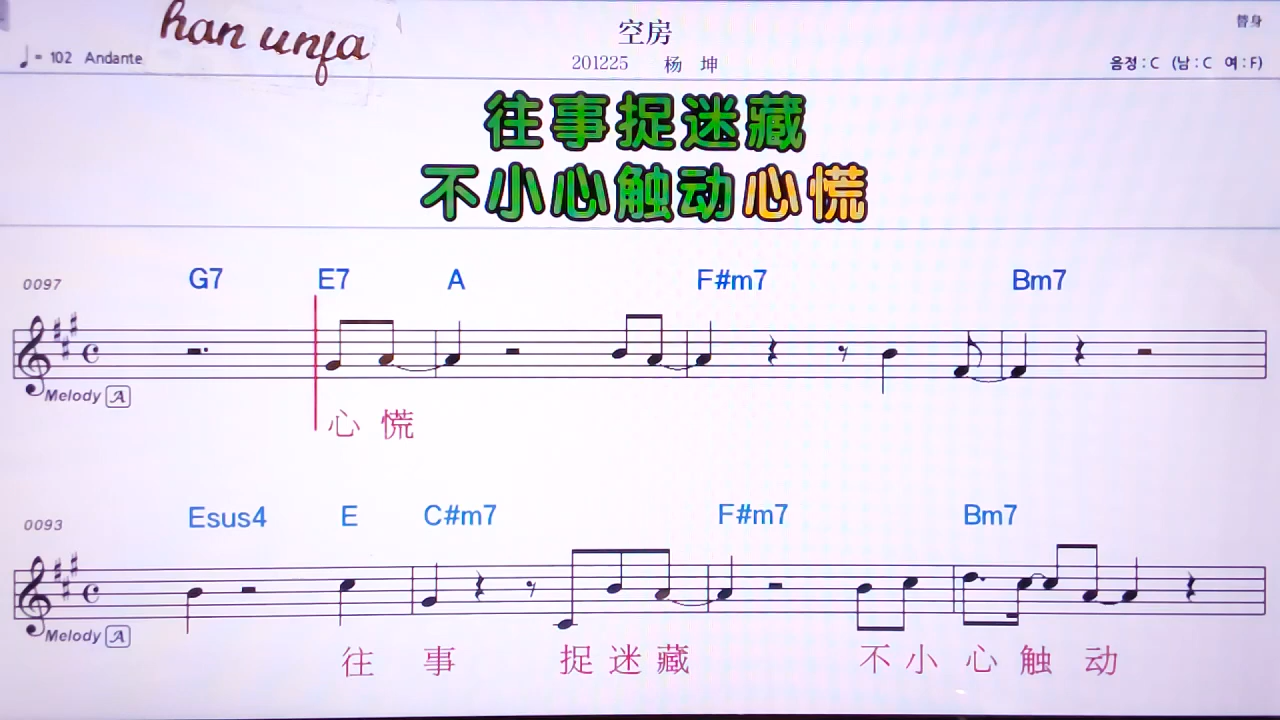 han unja
空房
替身
♩= 102 Andante
201225 杨 坤
음정 : C (남 : C 여 : F)
往事捉迷藏
不小心触动心慌
0097 G7 E7 A F#m7 Bm7
Melody A
心 慌
0093 Esus4 E C#m7 F#m7 Bm7
Melody A
往 事 捉 迷 藏 不 小 心 触 动